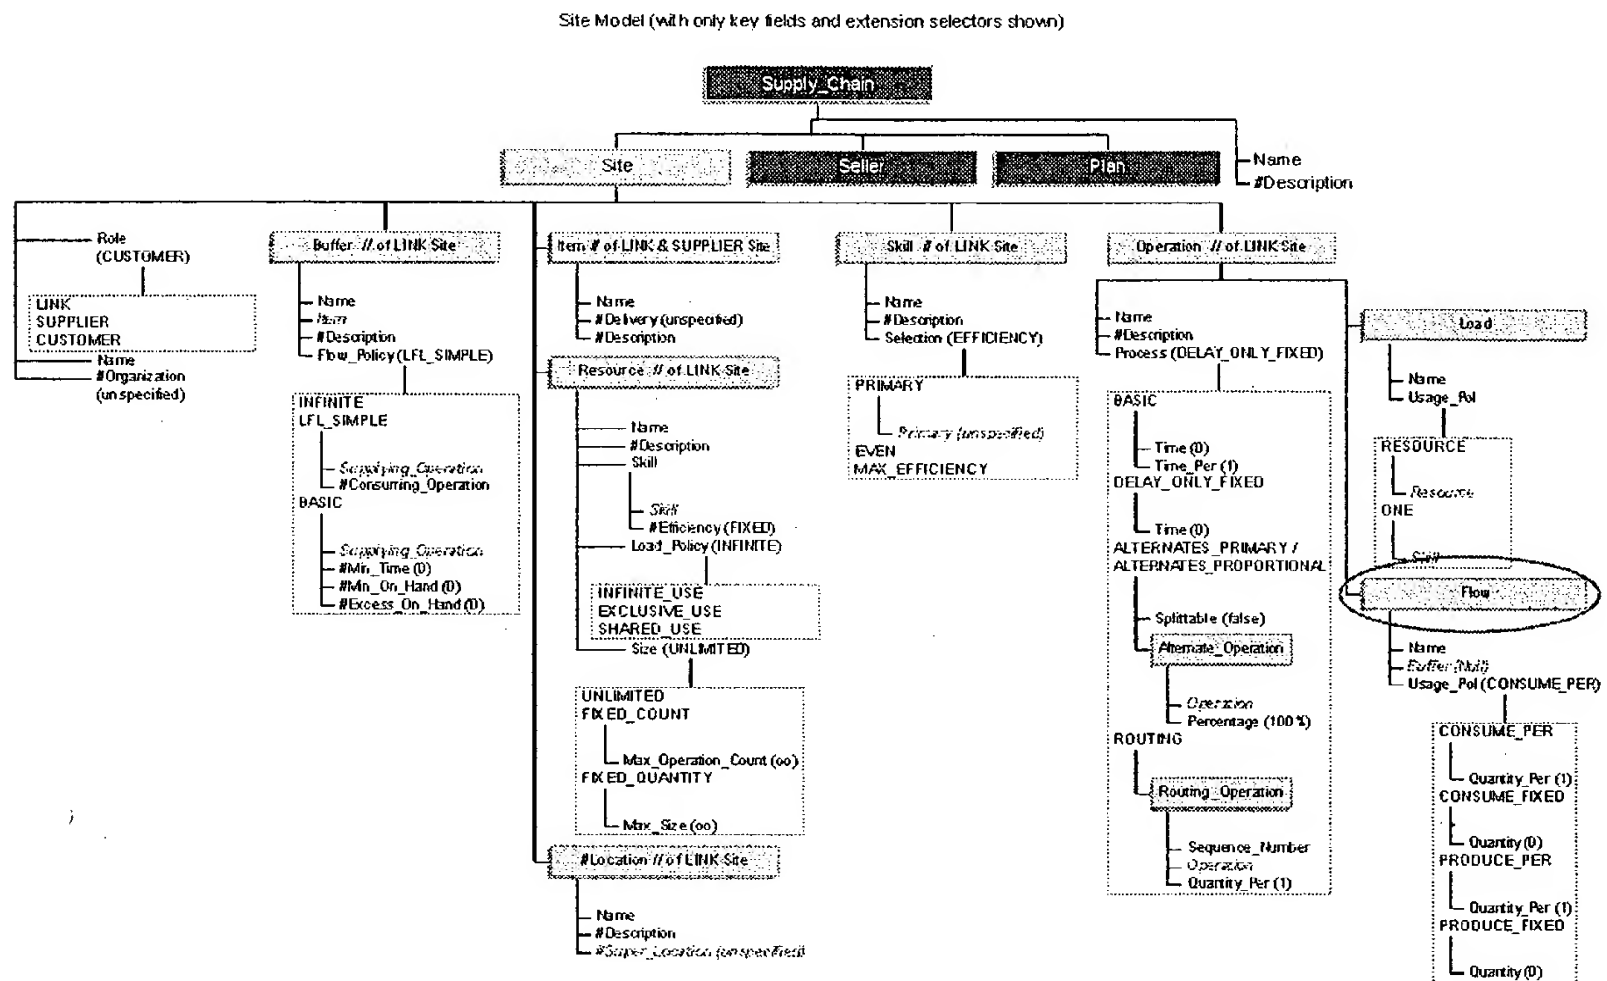 Site Model (with only key fields and extension selectors shown)
Supply_Chain
Site
Seller
Plan
Name
#Description
Role
(CUSTOMER)
LINK
SUPPLIER
CUSTOMER
Name
#Organization
(unspecified)
Buffer // of LINK Site
Name
Item
#Description
Flow_Policy (LFL_SIMPLE)
INFINITE
LFL_SIMPLE
Supplying_Operation
#Consuming_Operation
BASIC
Supplying_Operation
#Min_Time (0)
#Min_On_Hand (0)
#Excess_On_Hand (0)
Item # of LINK & SUPPLIER Site
Name
#Delivery (unspecified)
#Description
Resource // of LINK Site
Name
#Description
Skill
Skill
#Efficiency (FIXED)
Load_Policy (INFINITE)
INFINITE_USE
EXCLUSIVE_USE
SHARED_USE
Size (UNLIMITED)
UNLIMITED
FIXED_COUNT
Max_Operation_Count (oo)
FIXED_QUANTITY
Max_Size (oo)
#Location // of LINK Site
Name
#Description
#Super_Location (unspecified)
Skill # of LINK Site
Name
#Description
Selection (EFFICIENCY)
PRIMARY
Primary (unspecified)
EVEN
MAX_EFFICIENCY
Operation // of LINK Site
Name
#Description
Process (DELAY_ONLY_FIXED)
BASIC
Time (0)
Time_Per (1)
DELAY_ONLY_FIXED
Time (0)
ALTERNATES_PRIMARY /
ALTERNATES_PROPORTIONAL
Splittable (false)
Alternate_Operation
Operation
Percentage (100%)
ROUTING
Routing_Operation
Sequence_Number
Operation
Quantity_Per (1)
Load
Name
Usage_Pol
RESOURCE
Resource
ONE
Skill
Flow
Name
Buffer (Null)
Usage_Pol (CONSUME_PER)
CONSUME_PER
Quantity_Per (1)
CONSUME_FIXED
Quantity (0)
PRODUCE_PER
Quantity_Per (1)
PRODUCE_FIXED
Quantity (0)